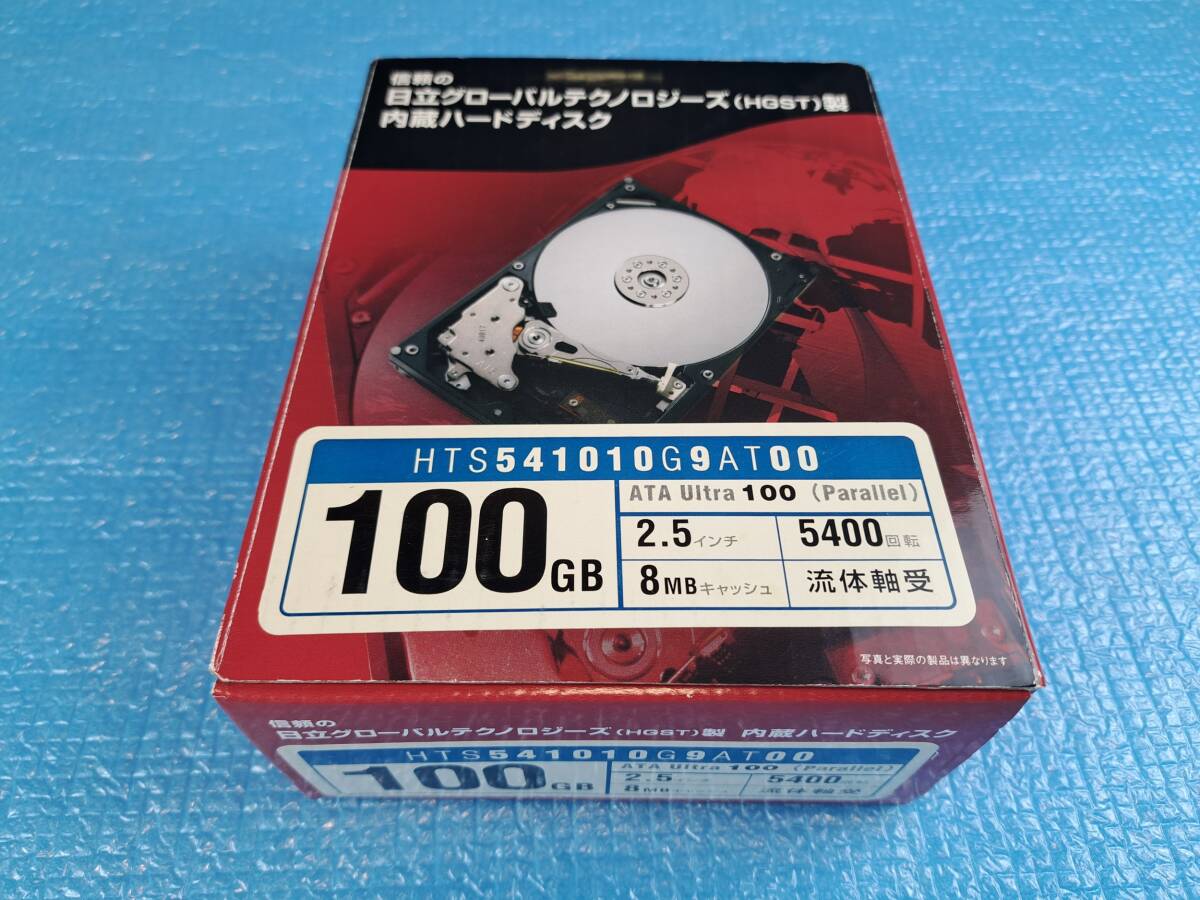 信頼の
日立グローバルテクノロジーズ(HGST)製
内蔵ハードディスク
HTS541010G9AT00
100GB
ATA Ultra 100 (Parallel)
2.5インチ
5400回転
8MBキャッシュ
流体軸受
写真と実際の製品は異なります
信頼の
日立グローバルテクノロジーズ(HGST)製 内蔵ハードディスク
HTS541010G9AT00
100GB
ATA Ultra 100 (Parallel)
2.5
5400
8MB
流体軸受